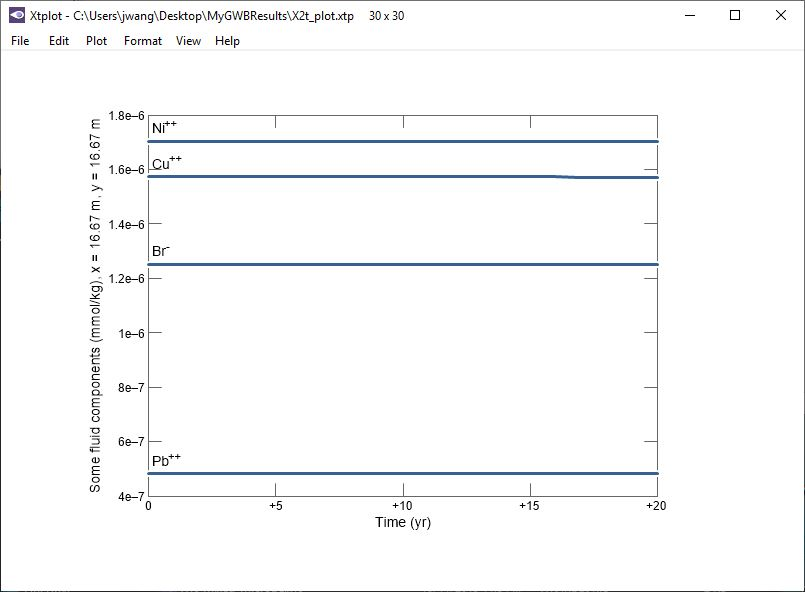 Xtplot - C:\Users\jwang\Desktop\MyGWBResults\X2t_plot.xtp 30 x 30
File Edit Plot Format View Help
1.8e–6
Ni++
1.6e–6
Cu++
1.4e–6
Br-
1.2e–6
1e–6
8e–7
6e–7
Pb++
4e–7
Some fluid components (mmol/kg), x = 16.67 m, y = 16.67 m
0 +5 +10 +15 +20
Time (yr)